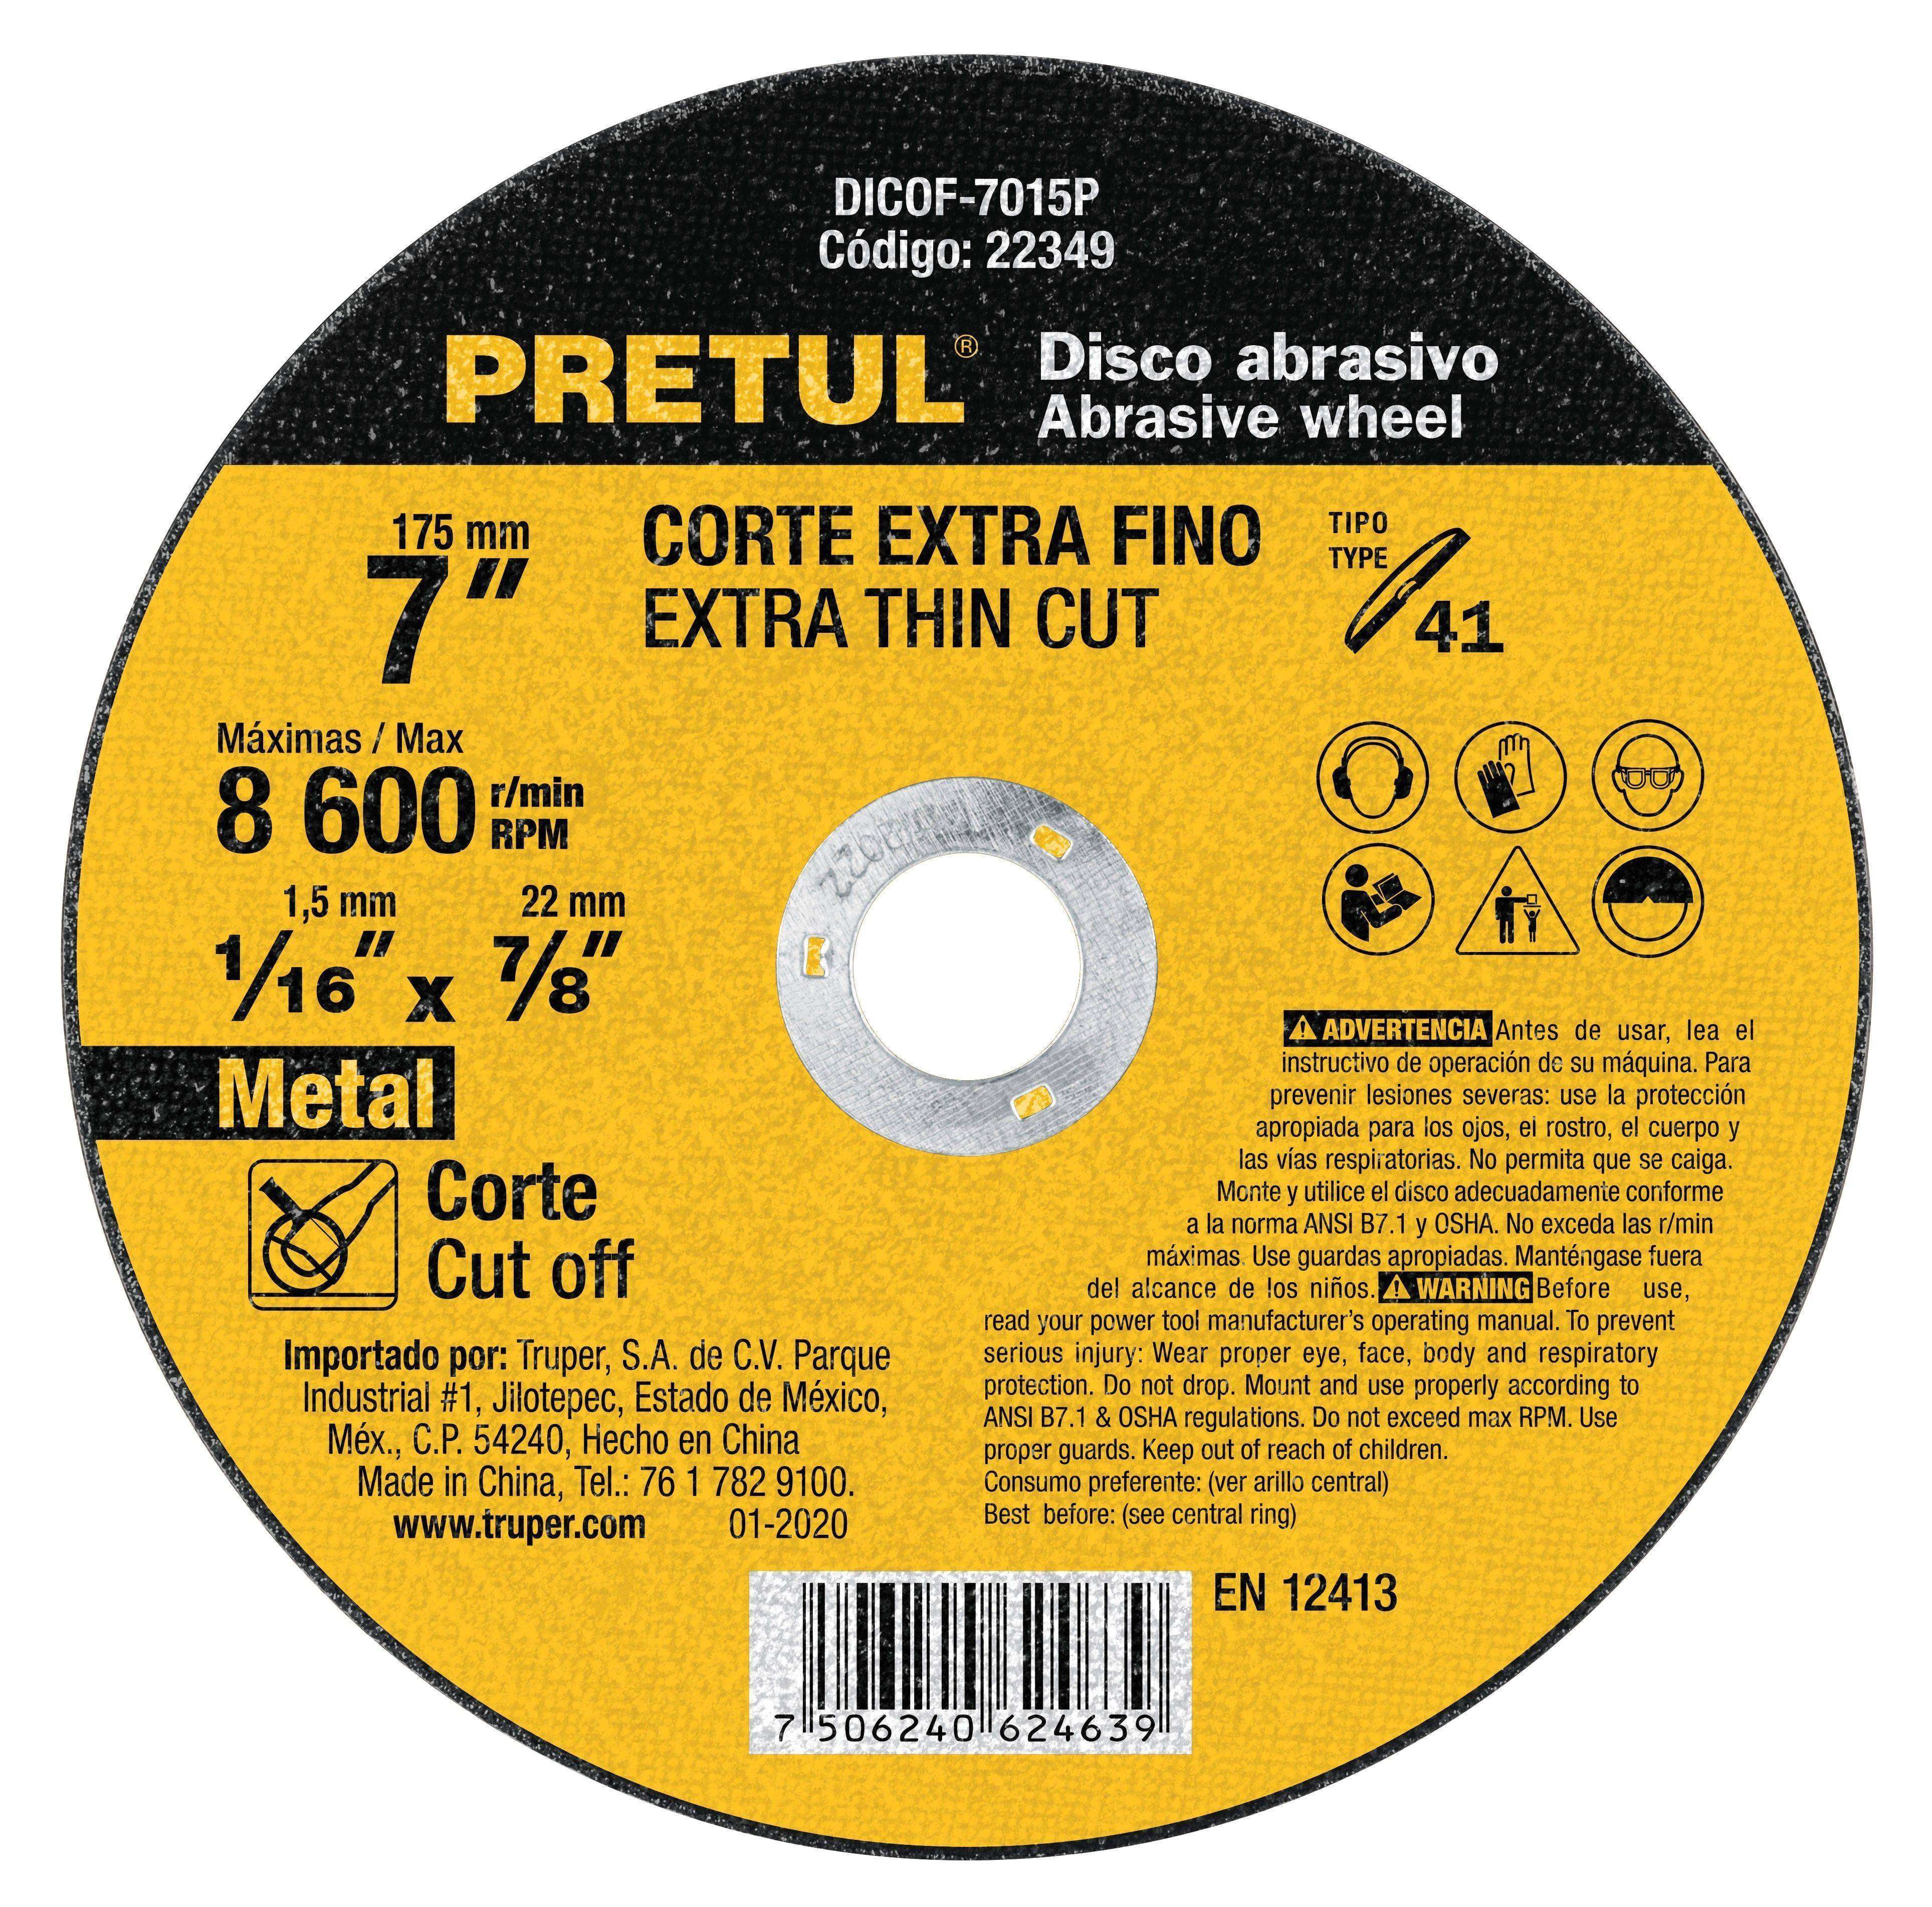 DICOF-7015P
Código: 22349
PRETUL®
Disco abrasivo
Abrasive wheel
175 mm
7"
CORTE EXTRA FINO
EXTRA THIN CUT
TIPO
TYPE
41
Máximas / Max
8 600 r/min
RPM
1,5 mm
22 mm
1/16" x 7/8"
Metal
Corte
Cut off
Importado por: Truper, S.A. de C.V. Parque
Industrial #1, Jilotepec, Estado de México,
Méx., C.P. 54240, Hecho en China
Made in China, Tel.: 76 1 782 9100.
www.truper.com 01-2020
⚠ ADVERTENCIA Antes de usar, lea el
instructivo de operación de su máquina. Para
prevenir lesiones severas: use la protección
apropiada para los ojos, el rostro, el cuerpo y
las vías respiratorias. No permita que se caiga.
Monte y utilice el disco adecuadamente conforme
a la norma ANSI B7.1 y OSHA. No exceda las r/min
máximas. Use guardas apropiadas. Manténgase fuera
del alcance de los niños. ⚠ WARNING Before use,
read your power tool manufacturer's operating manual. To prevent
serious injury: Wear proper eye, face, body and respiratory
protection. Do not drop. Mount and use properly according to
ANSI B7.1 & OSHA regulations. Do not exceed max RPM. Use
proper guards. Keep out of reach of children.
Consumo preferente: (ver arillo central)
Best before: (see central ring)
EN 12413
7 506240 624639